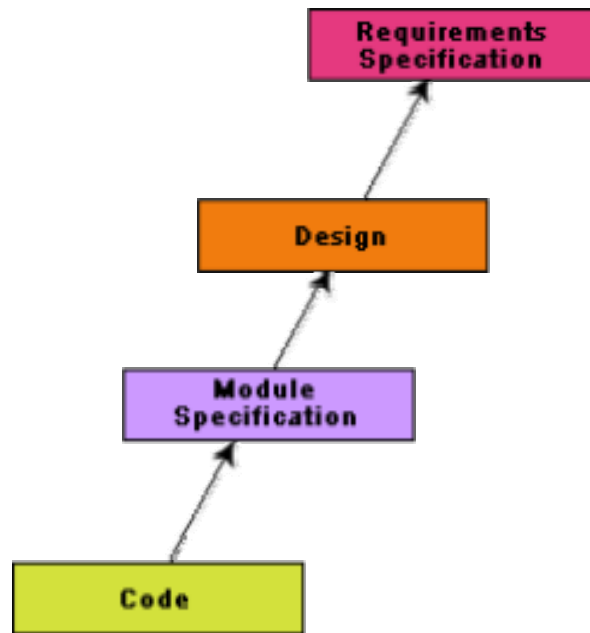 Requirements
Specification
Design
Module
Specification
Code